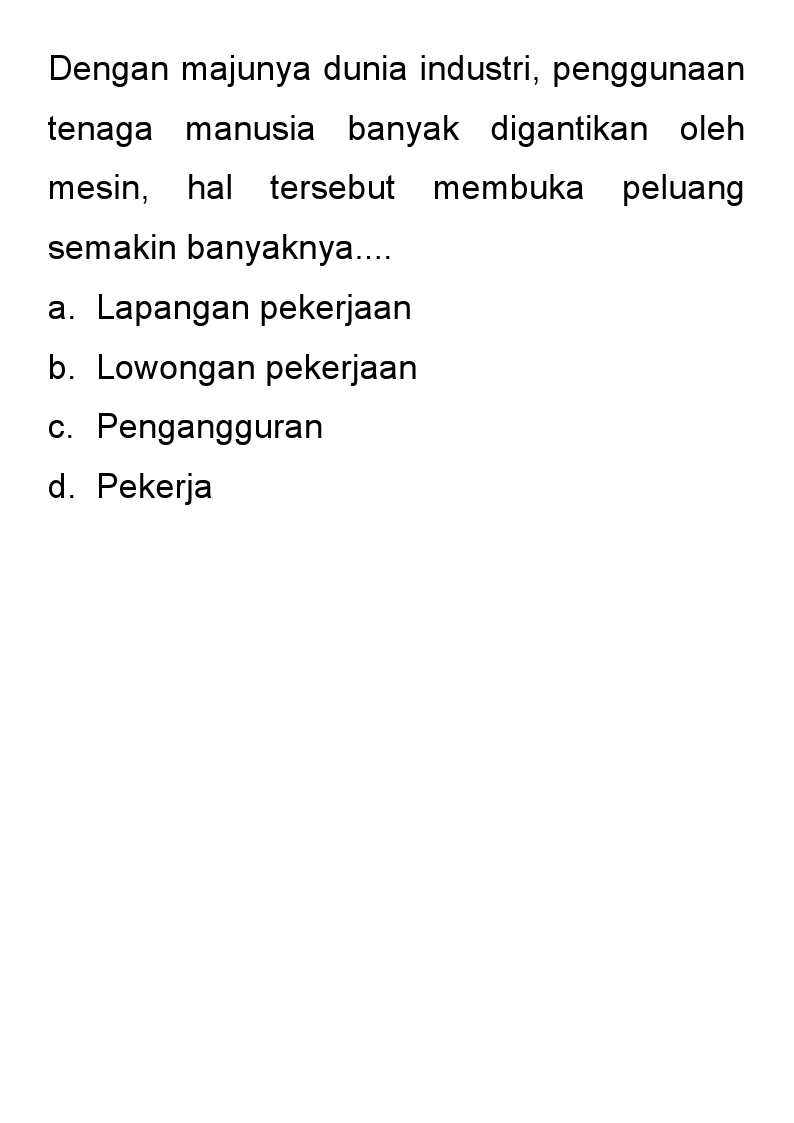 Dengan majunya dunia industri, penggunaan
tenaga manusia banyak digantikan oleh
mesin, hal tersebut membuka peluang
semakin banyaknya....
a. Lapangan pekerjaan
b. Lowongan pekerjaan
c. Pengangguran
d. Pekerja